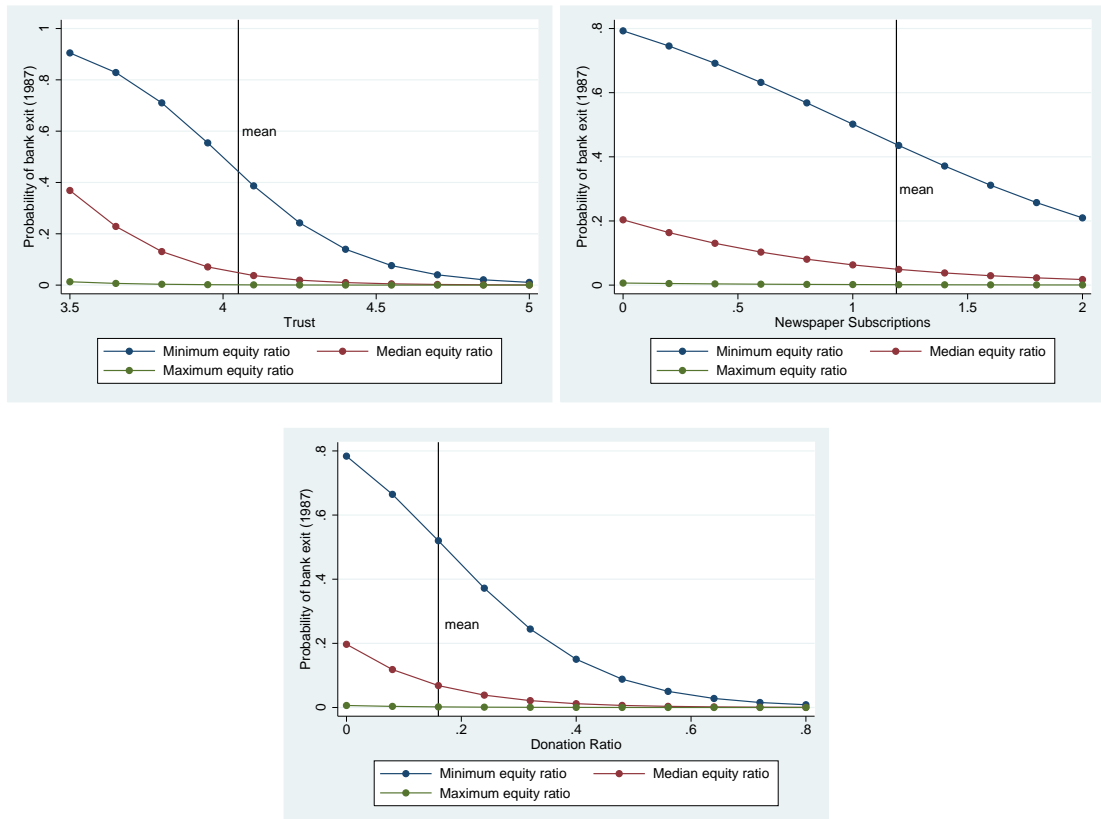 Probability of bank exit (1987)
1
.8
.6
.4
.2
0
mean
3.5 4 4.5 5
Trust
Minimum equity ratio Median equity ratio
Maximum equity ratio
Probability of bank exit (1987)
.8
.6
.4
.2
0
mean
0 .5 1 1.5 2
Newspaper Subscriptions
Minimum equity ratio Median equity ratio
Maximum equity ratio
Probability of bank exit (1987)
.8
.6
.4
.2
0
mean
0 .2 .4 .6 .8
Donation Ratio
Minimum equity ratio Median equity ratio
Maximum equity ratio